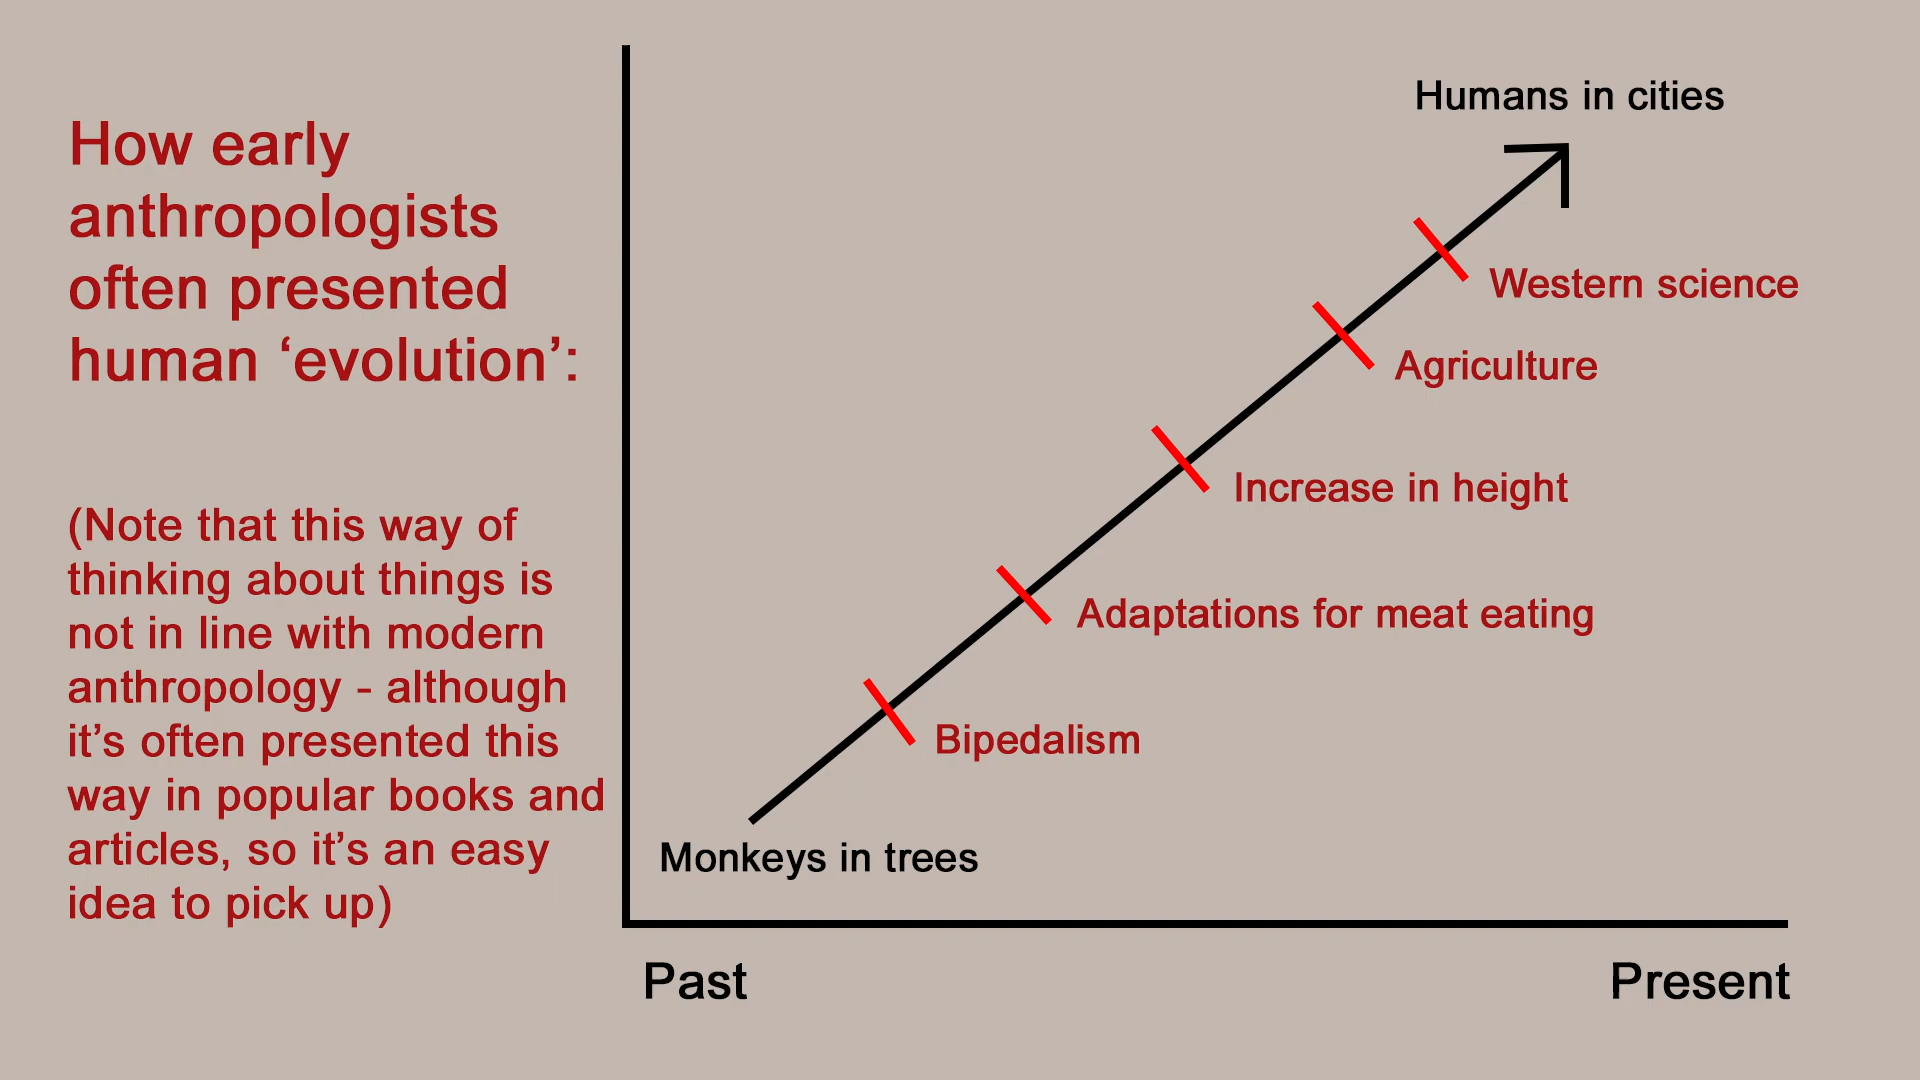 How early
anthropologists
often presented
human ‘evolution’:
(Note that this way of
thinking about things is
not in line with modern
anthropology - although
it’s often presented this
way in popular books and
articles, so it’s an easy
idea to pick up)
Humans in cities
Western science
Agriculture
Increase in height
Adaptations for meat eating
Bipedalism
Monkeys in trees
Past
Present